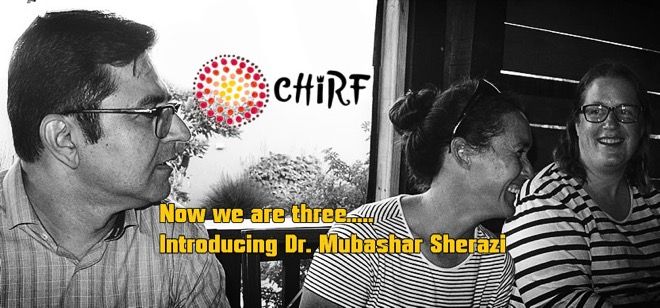 CHiRF
Now we are three.....
Introducing Dr. Mubashar Sherazi